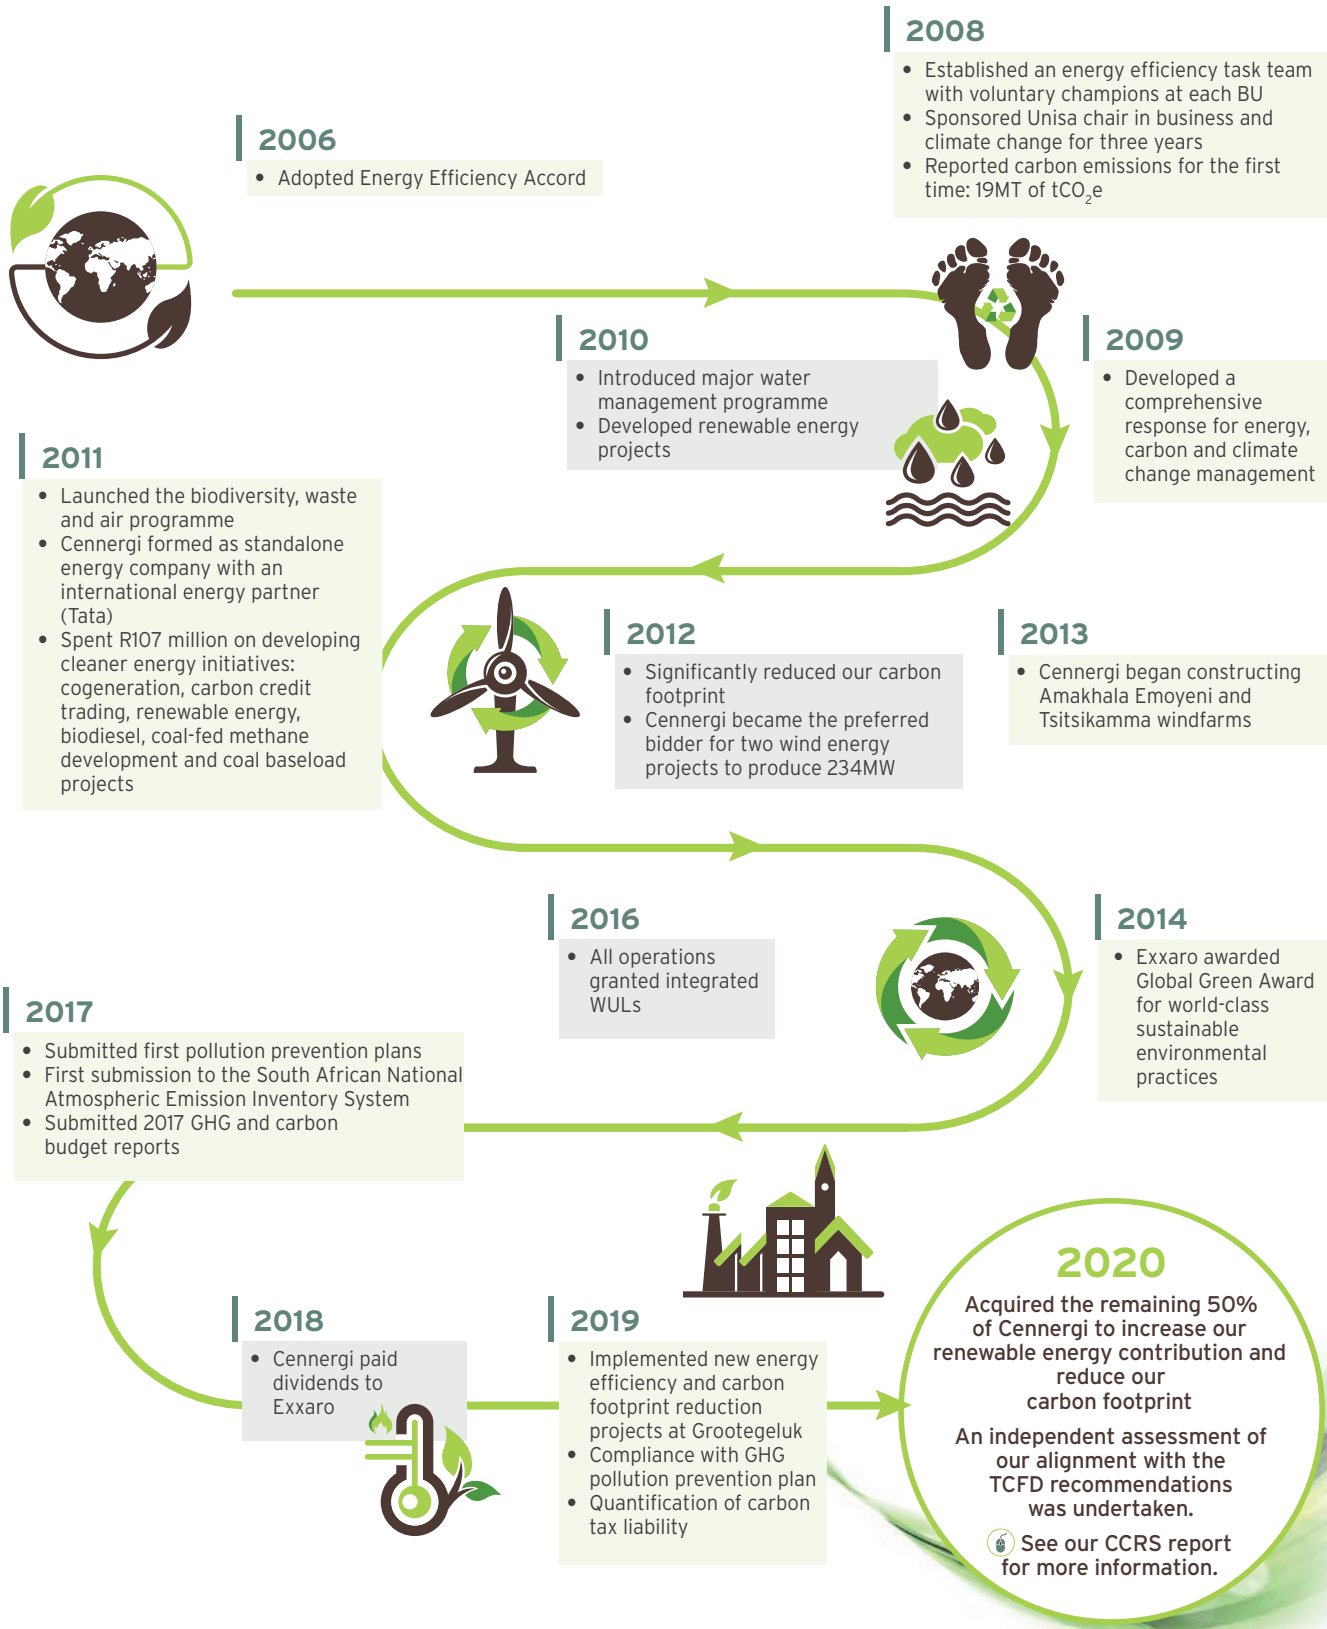 2006
• Adopted Energy Efficiency Accord
2008
• Established an energy efficiency task team
with voluntary champions at each BU
• Sponsored Unisa chair in business and
climate change for three years
• Reported carbon emissions for the first
time: 19MT of tCO₂e
2009
• Developed a
comprehensive
response for energy,
carbon and climate
change management
2010
• Introduced major water
management programme
• Developed renewable energy
projects
2011
• Launched the biodiversity, waste
and air programme
• Cennergi formed as standalone
energy company with an
international energy partner
(Tata)
• Spent R107 million on developing
cleaner energy initiatives:
cogeneration, carbon credit
trading, renewable energy,
biodiesel, coal-fed methane
development and coal baseload
projects
2012
• Significantly reduced our carbon
footprint
• Cennergi became the preferred
bidder for two wind energy
projects to produce 234MW
2013
• Cennergi began constructing
Amakhala Emoyeni and
Tsitsikamma windfarms
2014
• Exxaro awarded
Global Green Award
for world-class
sustainable
environmental
practices
2016
• All operations
granted integrated
WULs
2017
• Submitted first pollution prevention plans
• First submission to the South African National
Atmospheric Emission Inventory System
• Submitted 2017 GHG and carbon
budget reports
2018
• Cennergi paid
dividends to
Exxaro
2019
• Implemented new energy
efficiency and carbon
footprint reduction
projects at Grootegeluk
• Compliance with GHG
pollution prevention plan
• Quantification of carbon
tax liability
2020
Acquired the remaining 50%
of Cennergi to increase our
renewable energy contribution and
reduce our
carbon footprint
An independent assessment of
our alignment with the
TCFD recommendations
was undertaken.
See our CCRS report
for more information.